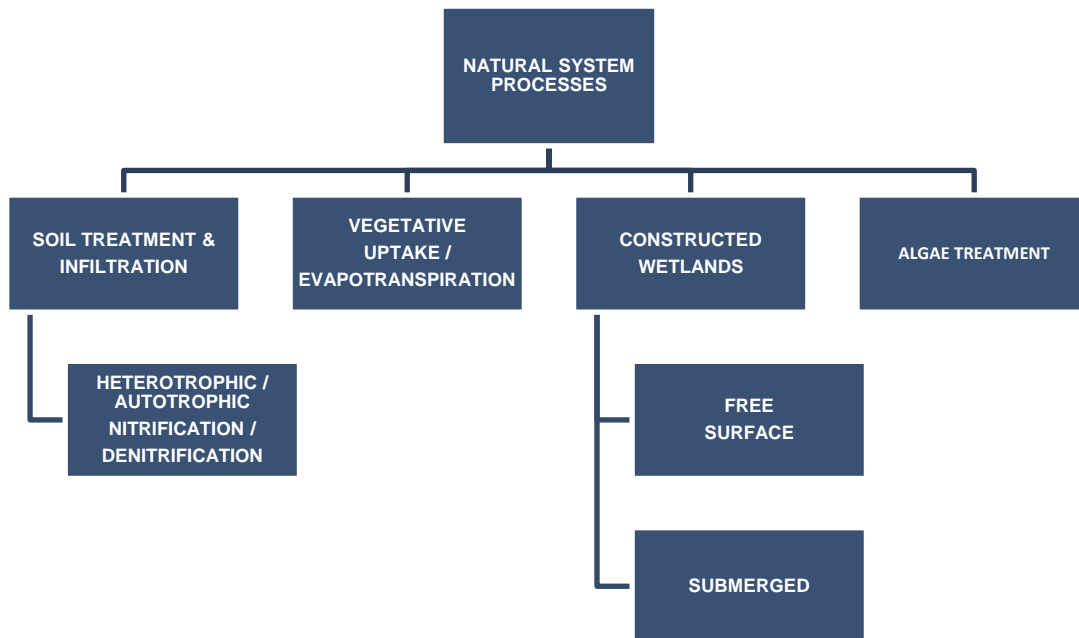 NATURAL SYSTEM
PROCESSES
SOIL TREATMENT &
INFILTRATION
VEGETATIVE
UPTAKE /
EVAPOTRANSPIRATION
CONSTRUCTED
WETLANDS
ALGAE TREATMENT
HETEROTROPHIC /
AUTOTROPHIC
NITRIFICATION /
DENITRIFICATION
FREE
SURFACE
SUBMERGED